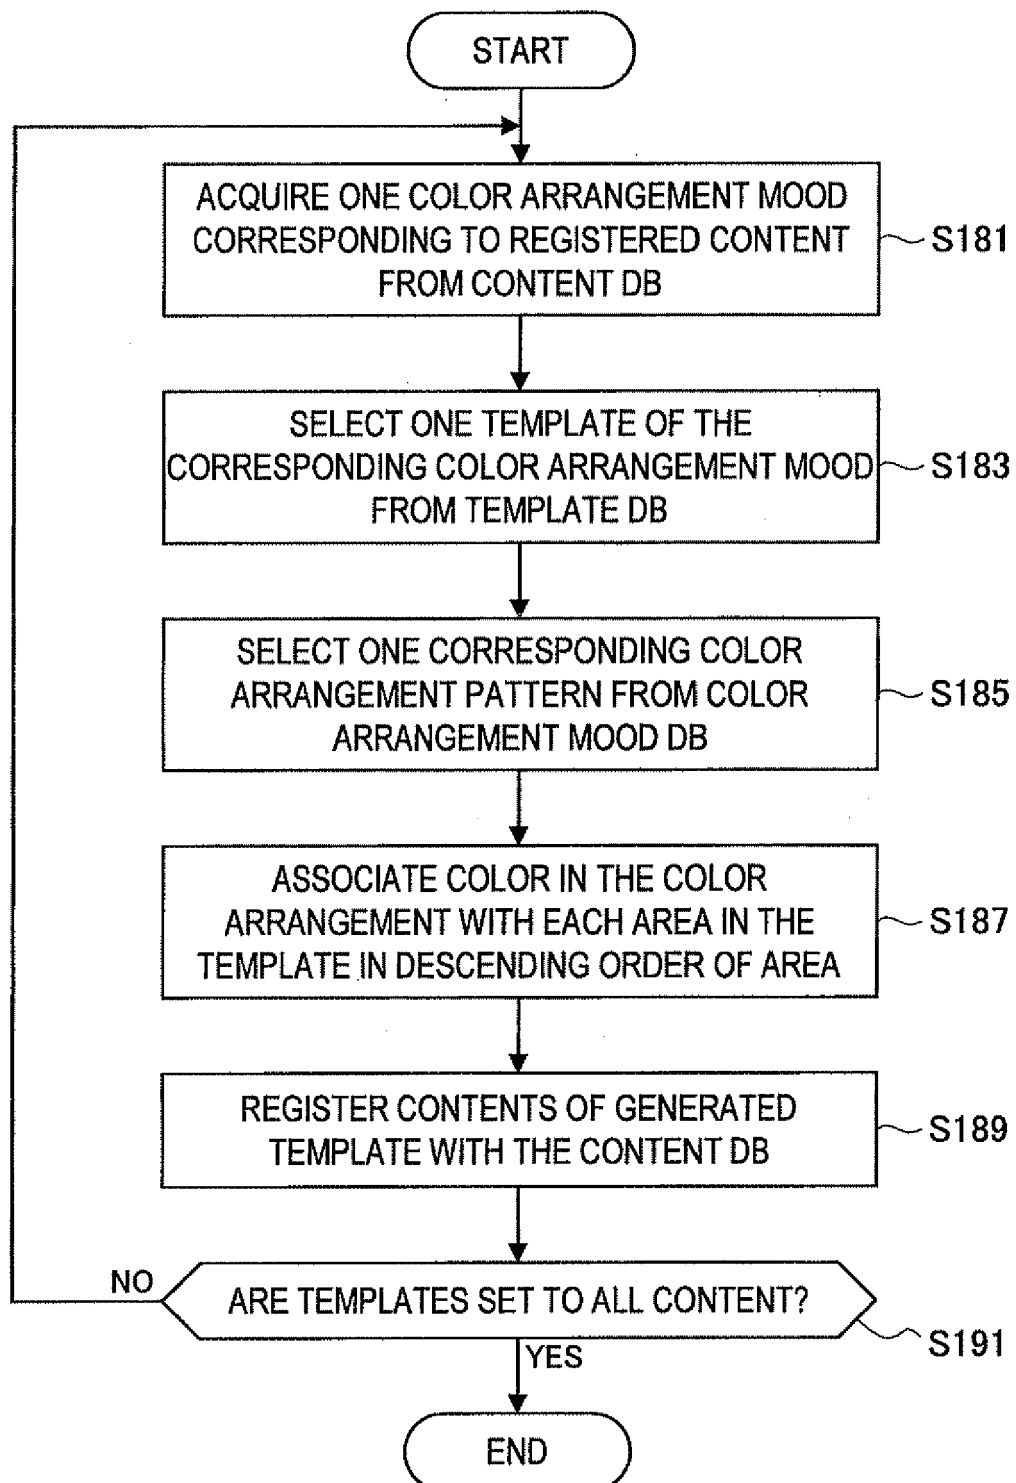 START
ACQUIRE ONE COLOR ARRANGEMENT MOOD
CORRESPONDING TO REGISTERED CONTENT
FROM CONTENT DB
S181
SELECT ONE TEMPLATE OF THE
CORRESPONDING COLOR ARRANGEMENT MOOD
FROM TEMPLATE DB
S183
SELECT ONE CORRESPONDING COLOR
ARRANGEMENT PATTERN FROM COLOR
ARRANGEMENT MOOD DB
S185
ASSOCIATE COLOR IN THE COLOR
ARRANGEMENT WITH EACH AREA IN THE
TEMPLATE IN DESCENDING ORDER OF AREA
S187
REGISTER CONTENTS OF GENERATED
TEMPLATE WITH THE CONTENT DB
S189
NO
ARE TEMPLATES SET TO ALL CONTENT?
S191
YES
END